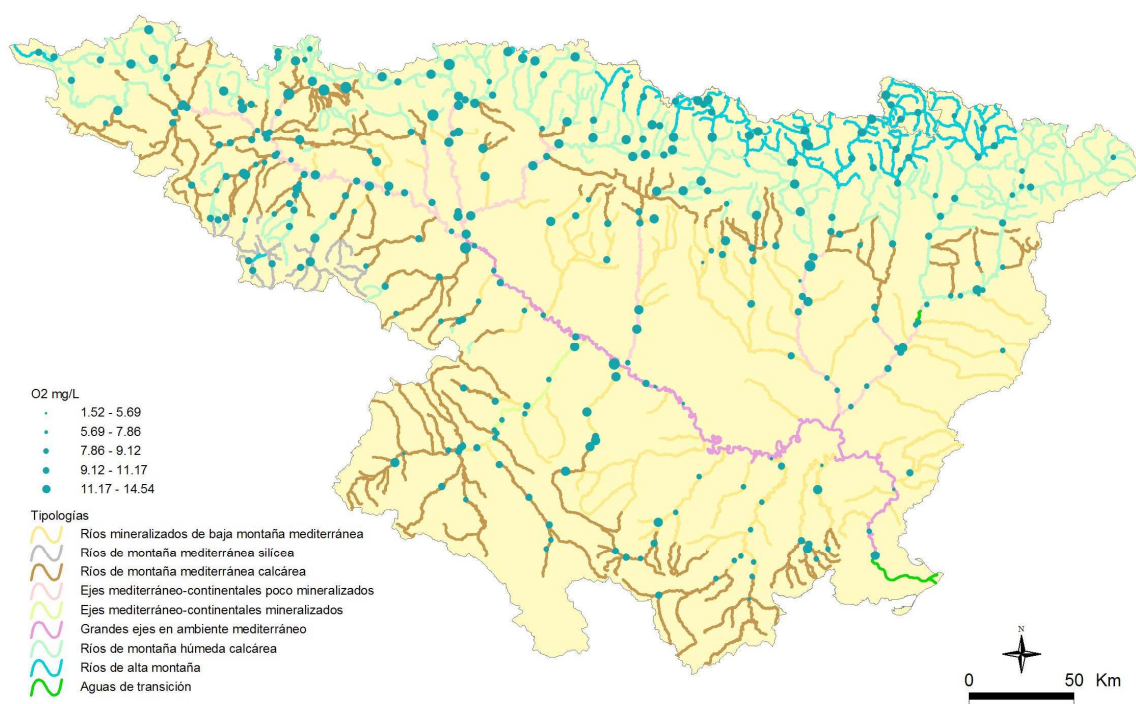 O2 mg/L
1.52 - 5.69
5.69 - 7.86
7.86 - 9.12
9.12 - 11.17
11.17 - 14.54
Tipologías
Ríos mineralizados de baja montaña mediterránea
Ríos de montaña mediterránea silícea
Ríos de montaña mediterránea calcárea
Ejes mediterráneo-continentales poco mineralizados
Ejes mediterráneo-continentales mineralizados
Grandes ejes en ambiente mediterráneo
Ríos de montaña húmeda calcárea
Ríos de alta montaña
Aguas de transición
N
0 50 Km